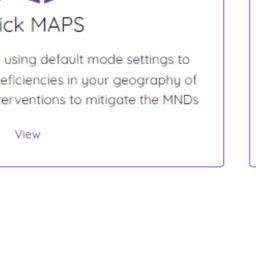 ick MAPS
using default mode settings to
eficiencies in your geography of
erventions to mitigate the MNDs
View